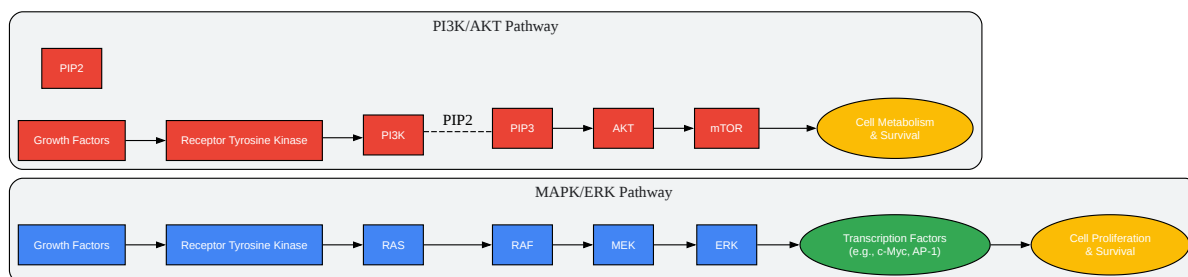 PI3K/AKT Pathway
PIP2
Growth Factors
Receptor Tyrosine Kinase
PI3K
PIP2
PIP3
AKT
mTOR
Cell Metabolism
& Survival
MAPK/ERK Pathway
Growth Factors
Receptor Tyrosine Kinase
RAS
RAF
MEK
ERK
Transcription Factors
(e.g., c-Myc, AP-1)
Cell Proliferation
& Survival